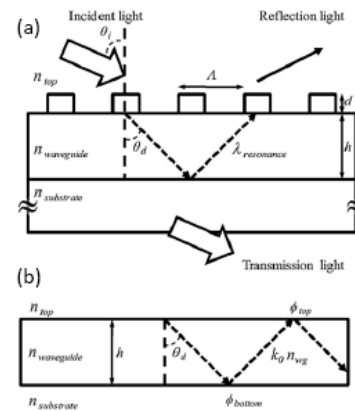 (a)
Incident light
Reflection light
θi
ntop
Λ
d
nwaveguide
θd
λresonance
h
nsubstrate
Transmission light
(b)
ntop
ϕtop
nwaveguide
h
θd
k0 nwg
nsubstrate
ϕbottom